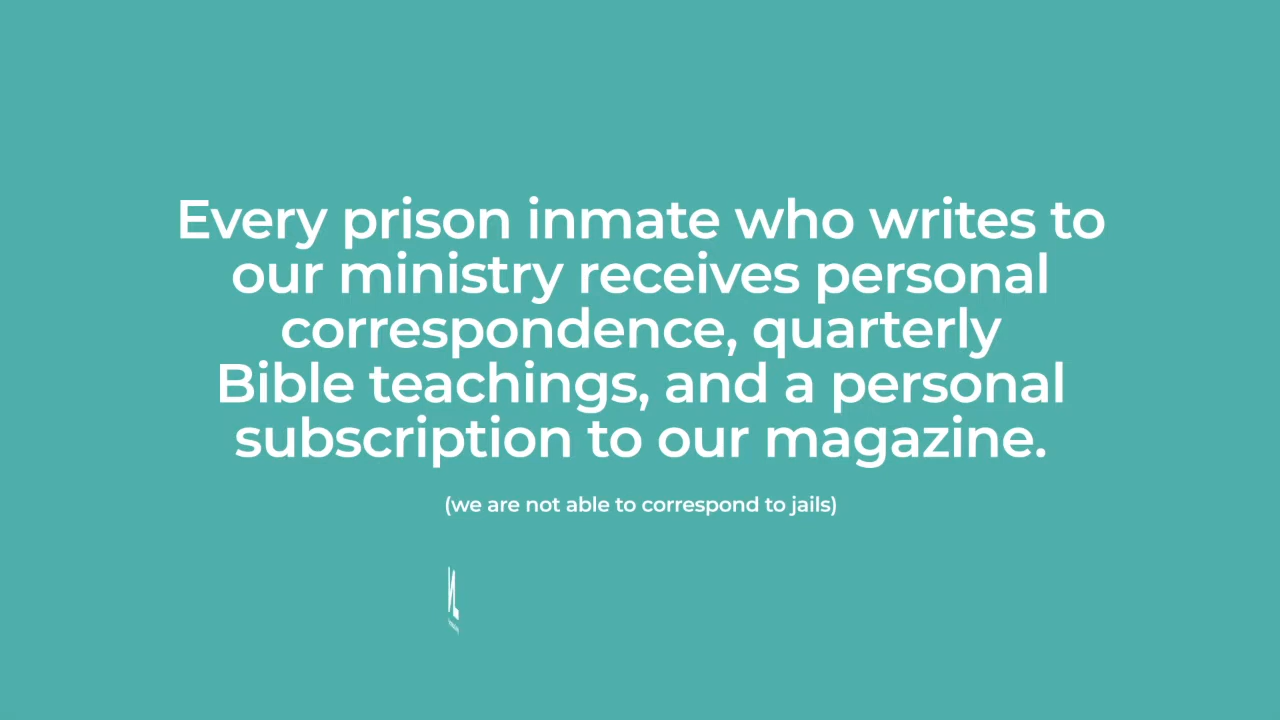 Every prison inmate who writes to
our ministry receives personal
correspondence, quarterly
Bible teachings, and a personal
subscription to our magazine.
(we are not able to correspond to jails)